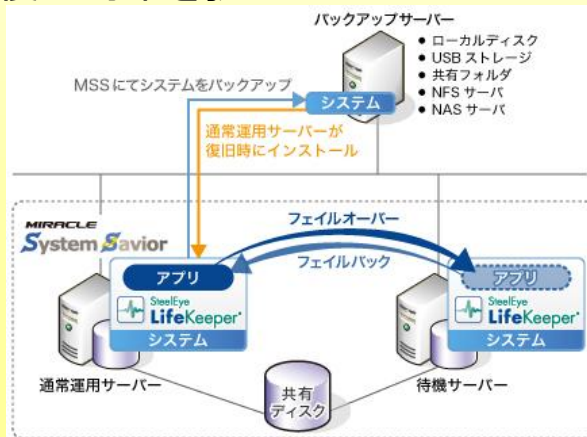 バックアップサーバー
● ローカルディスク
● USB ストレージ
● 共有フォルダ
● NFS サーバ
● NAS サーバ
MSSにてシステムをバックアップ
システム
通常運用サーバーが
復旧時にインストール
MIRACLE
System Savior
フェイルオーバー
フェイルバック
アプリ
SteelEye
LifeKeeper
システム
アプリ
SteelEye
LifeKeeper
システム
通常運用サーバー
待機サーバー
共有
ディスク